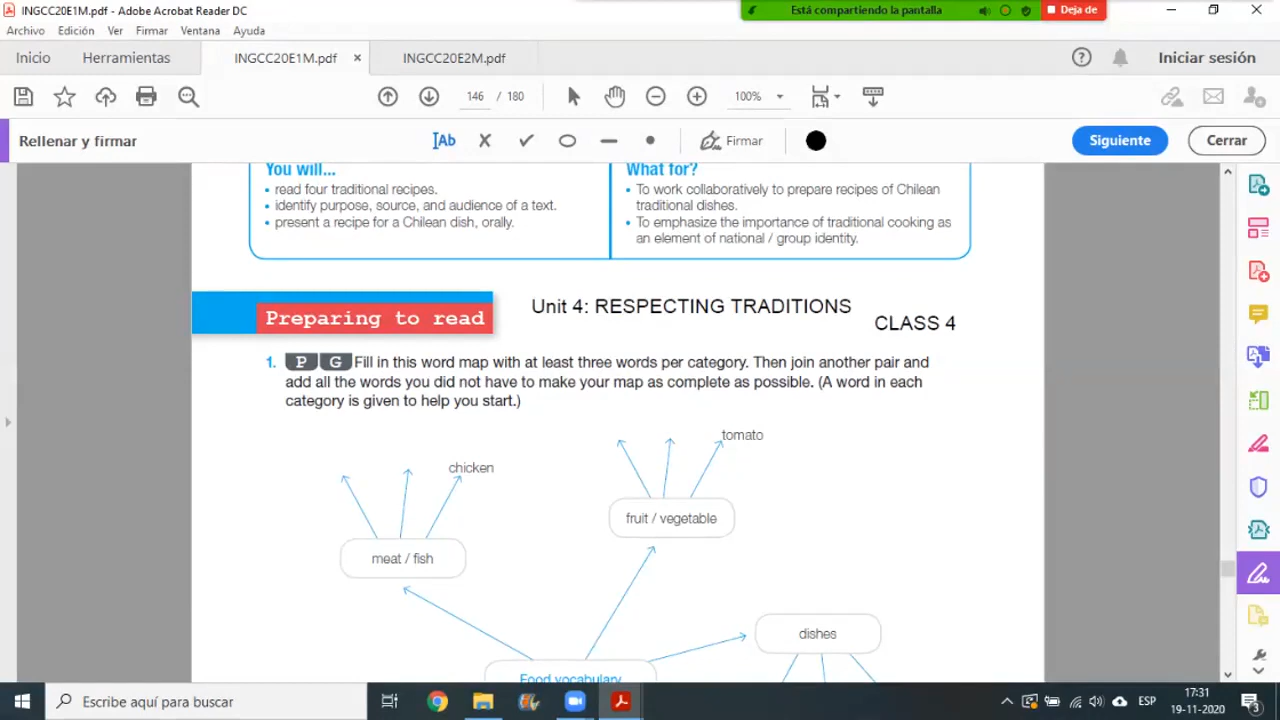 INGCC20E1M.pdf - Adobe Acrobat Reader DC
Está compartiendo la pantalla
Deja de
Archivo Edición Ver Firmar Ventana Ayuda
Inicio Herramientas INGCC20E1M.pdf × INGCC20E2M.pdf Iniciar sesión
146 / 180 100%
Rellenar y firmar
Ab Firmar Siguiente Cerrar
You will...
• read four traditional recipes.
• identify purpose, source, and audience of a text.
• present a recipe for a Chilean dish, orally.
What for?
• To work collaboratively to prepare recipes of Chilean
traditional dishes.
• To emphasize the importance of traditional cooking as
an element of national / group identity.
Preparing to read
Unit 4: RESPECTING TRADITIONS
CLASS 4
1. P G Fill in this word map with at least three words per category. Then join another pair and
add all the words you did not have to make your map as complete as possible. (A word in each
category is given to help you start.)
tomato
chicken
fruit / vegetable
meat / fish
dishes
Food vocabulary
Escribe aquí para buscar
ESP
17:31
19-11-2020
3